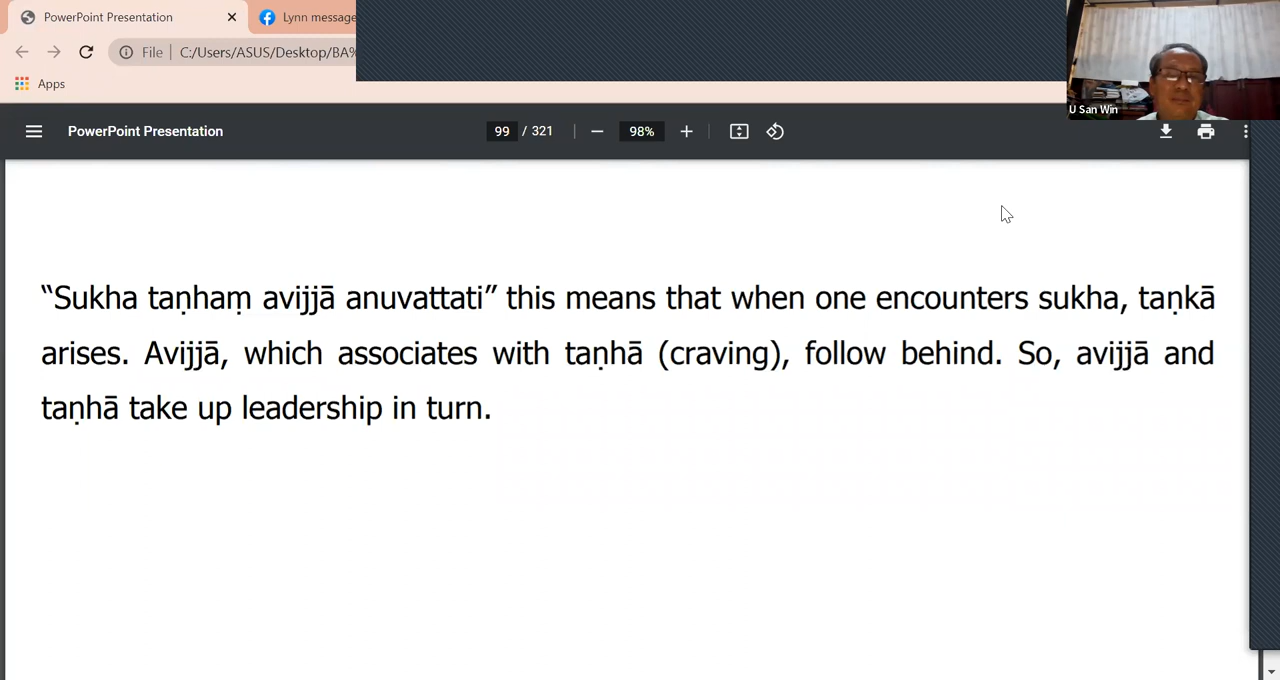 PowerPoint Presentation
Lynn message
File
C:/Users/ASUS/Desktop/BA%
Apps
U San Win
PowerPoint Presentation
99 / 321
98%
“Sukha taṇhaṃ avijjā anuvattati” this means that when one encounters sukha, taṇkā
arises. Avijjā, which associates with taṇhā (craving), follow behind. So, avijjā and
taṇhā take up leadership in turn.